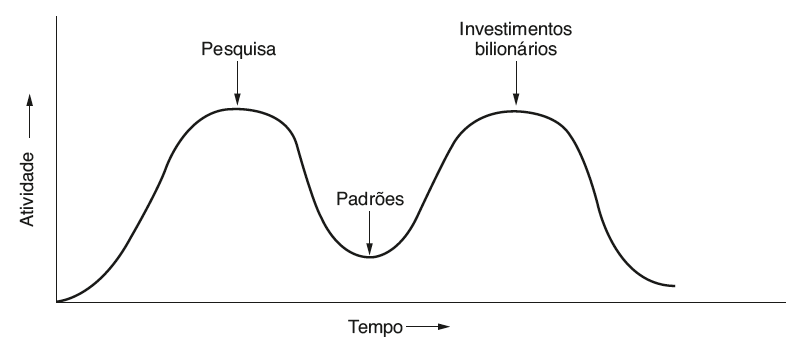 Investimentos
bilionários
Pesquisa
Padrões
Atividade
Tempo